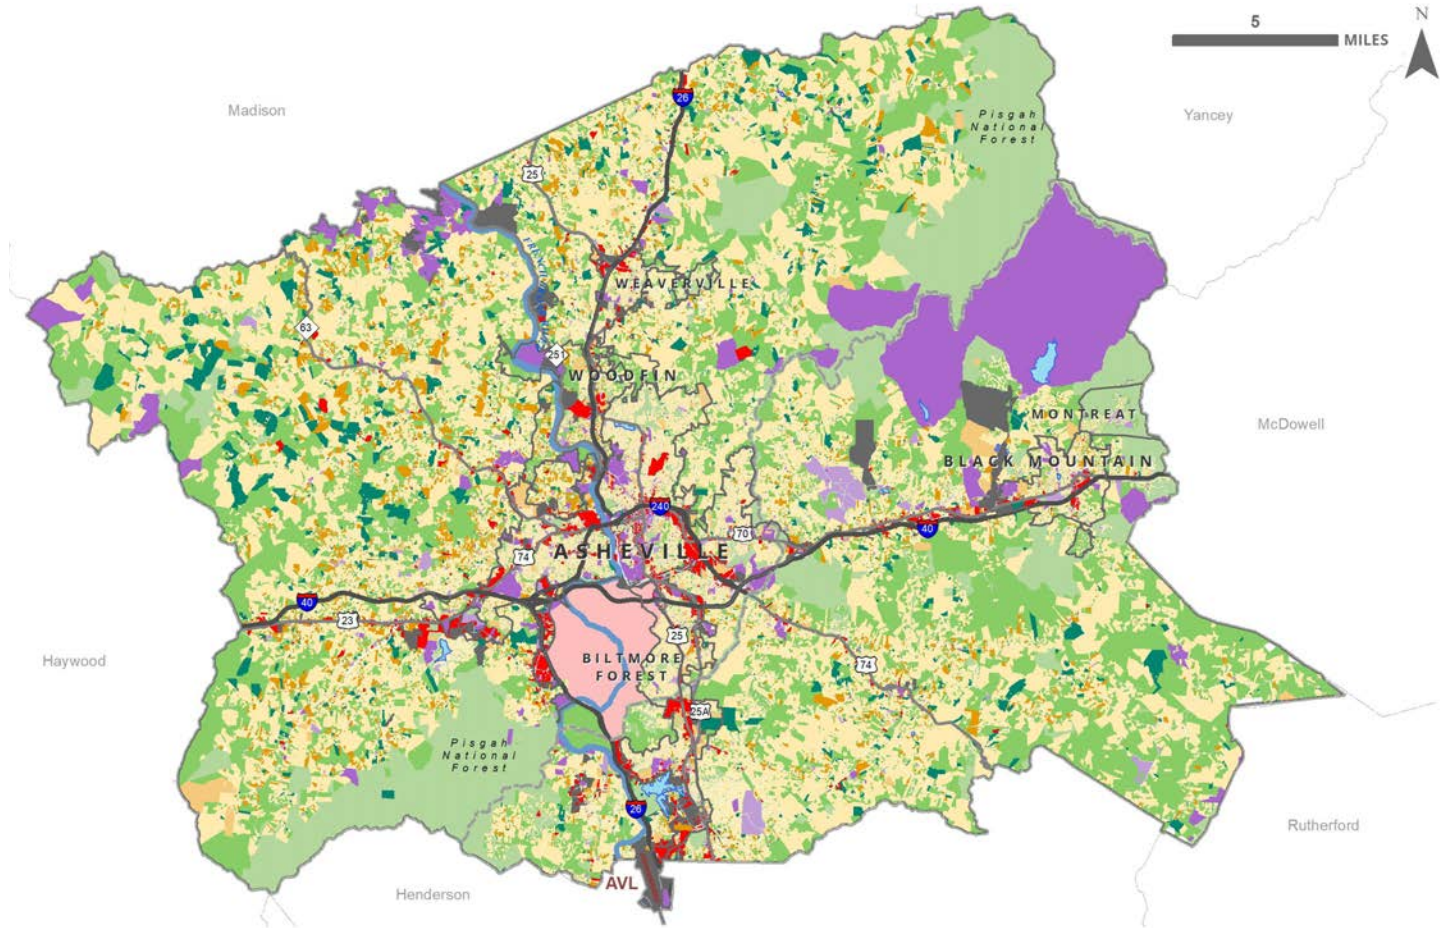 5
MILES
N
Madison
Yancey
26
Pisgah
National
Forest
25
WEAVERVILLE
63
251
WOODFIN
MONTREAT
McDowell
BLACK MOUNTAIN
240
40
70
74
ASHEVILLE
40
23
25
Haywood
BILTMORE
FOREST
74
25A
Pisgah
National
Forest
26
Rutherford
AVL
Henderson